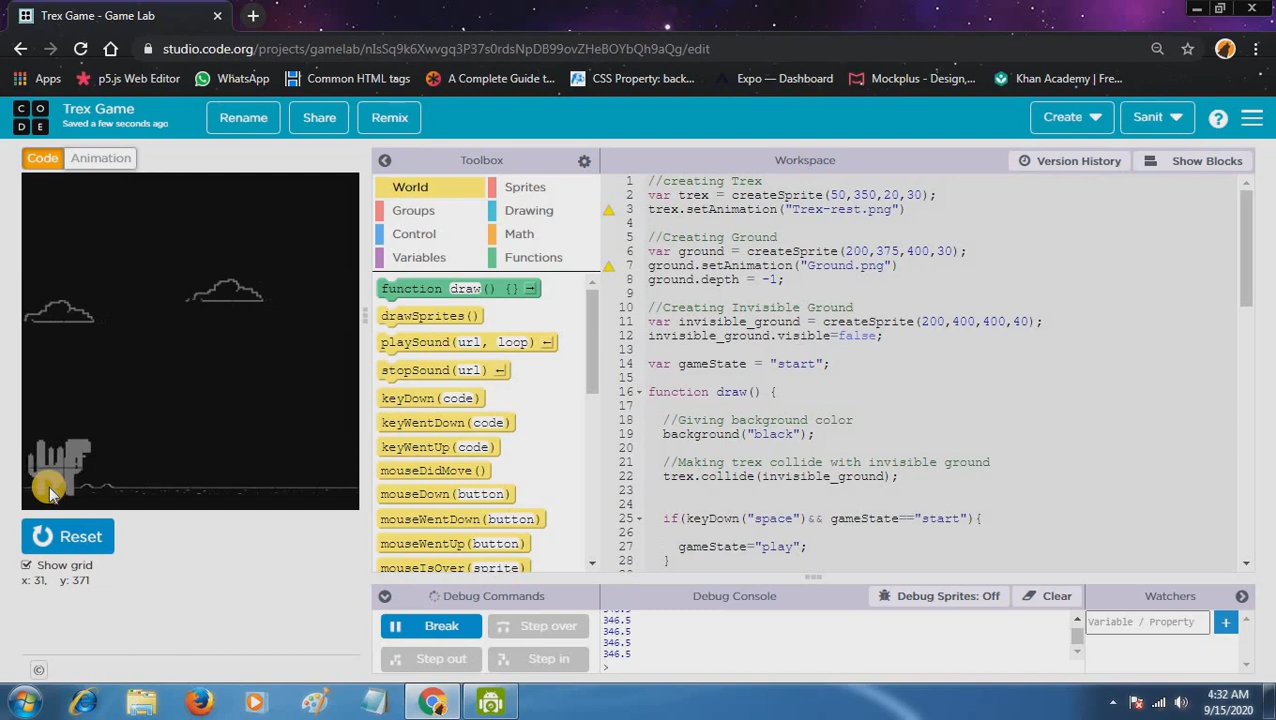 Trex Game - Game Lab
studio.code.org/projects/gamelab/nIsSq9k6Xwvgq3P37s0rdsNpDB99ovZHeBOYbQh9aQg/edit
Apps p5.js Web Editor WhatsApp Common HTML tags A Complete Guide t... CSS Property: back... Expo — Dashboard Mockplus - Design,... Khan Academy | Fre...
CODE
Trex Game
Saved a few seconds ago
Rename Share Remix Create Sanit ?
Code Animation
Toolbox
Workspace
Version History
Show Blocks
World Sprites
Groups Drawing
Control Math
Variables Functions
function draw() {}
drawSprites()
playSound(url, loop)
stopSound(url)
keyDown(code)
keyWentDown(code)
keyWentUp(code)
mouseDidMove()
mouseDown(button)
mouseWentDown(button)
mouseWentUp(button)
mouseIsOver(sprite)
1 //creating Trex
2 var trex = createSprite(50,350,20,30);
3 trex.setAnimation("Trex-rest.png")
4
5 //Creating Ground
6 var ground = createSprite(200,375,400,30);
7 ground.setAnimation("Ground.png")
8 ground.depth = -1;
9
10 //Creating Invisible Ground
11 var invisible_ground = createSprite(200,400,400,40);
12 invisible_ground.visible=false;
13
14 var gameState = "start";
15
16 function draw() {
17
18 //Giving background color
19 background("black");
20
21 //Making trex collide with invisible ground
22 trex.collide(invisible_ground);
23
24
25 if(keyDown("space")&& gameState=="start"){
26
27 gameState="play";
28 }
Reset
Show grid
x: 31, y: 371
Debug Commands
Debug Console
Debug Sprites: Off
Clear
Watchers
Break Step over
Step out Step in
346.5
346.5
346.5
346.5
>
Variable / Property
+
©
4:32 AM
9/15/2020